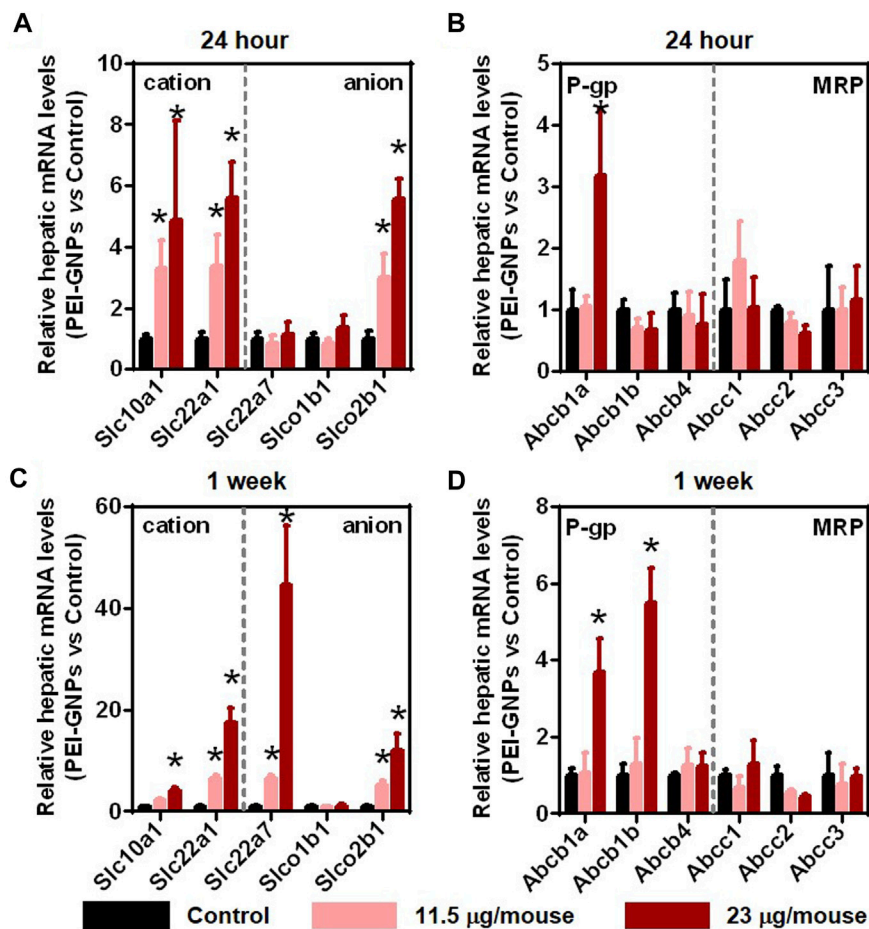 A
24 hour
Relative hepatic mRNA levels
(PEI-GNPs vs Control)
10
8
6
4
2
0
cation
anion
* * * * * *
Slc10a1
Slc22a1
Slc22a7
Slco1b1
Slco2b1
B
24 hour
Relative hepatic mRNA levels
(PEI-GNPs vs Control)
5
4
3
2
1
0
P-gp
MRP
*
Abcb1a
Abcb1b
Abcb4
Abcc1
Abcc2
Abcc3
C
1 week
Relative hepatic mRNA levels
(PEI-GNPs vs Control)
60
40
20
0
cation
anion
* * * * * * *
Slc10a1
Slc22a1
Slc22a7
Slco1b1
Slco2b1
D
1 week
Relative hepatic mRNA levels
(PEI-GNPs vs Control)
8
6
4
2
0
P-gp
MRP
* *
Abcb1a
Abcb1b
Abcb4
Abcc1
Abcc2
Abcc3
Control
11.5 µg/mouse
23 µg/mouse